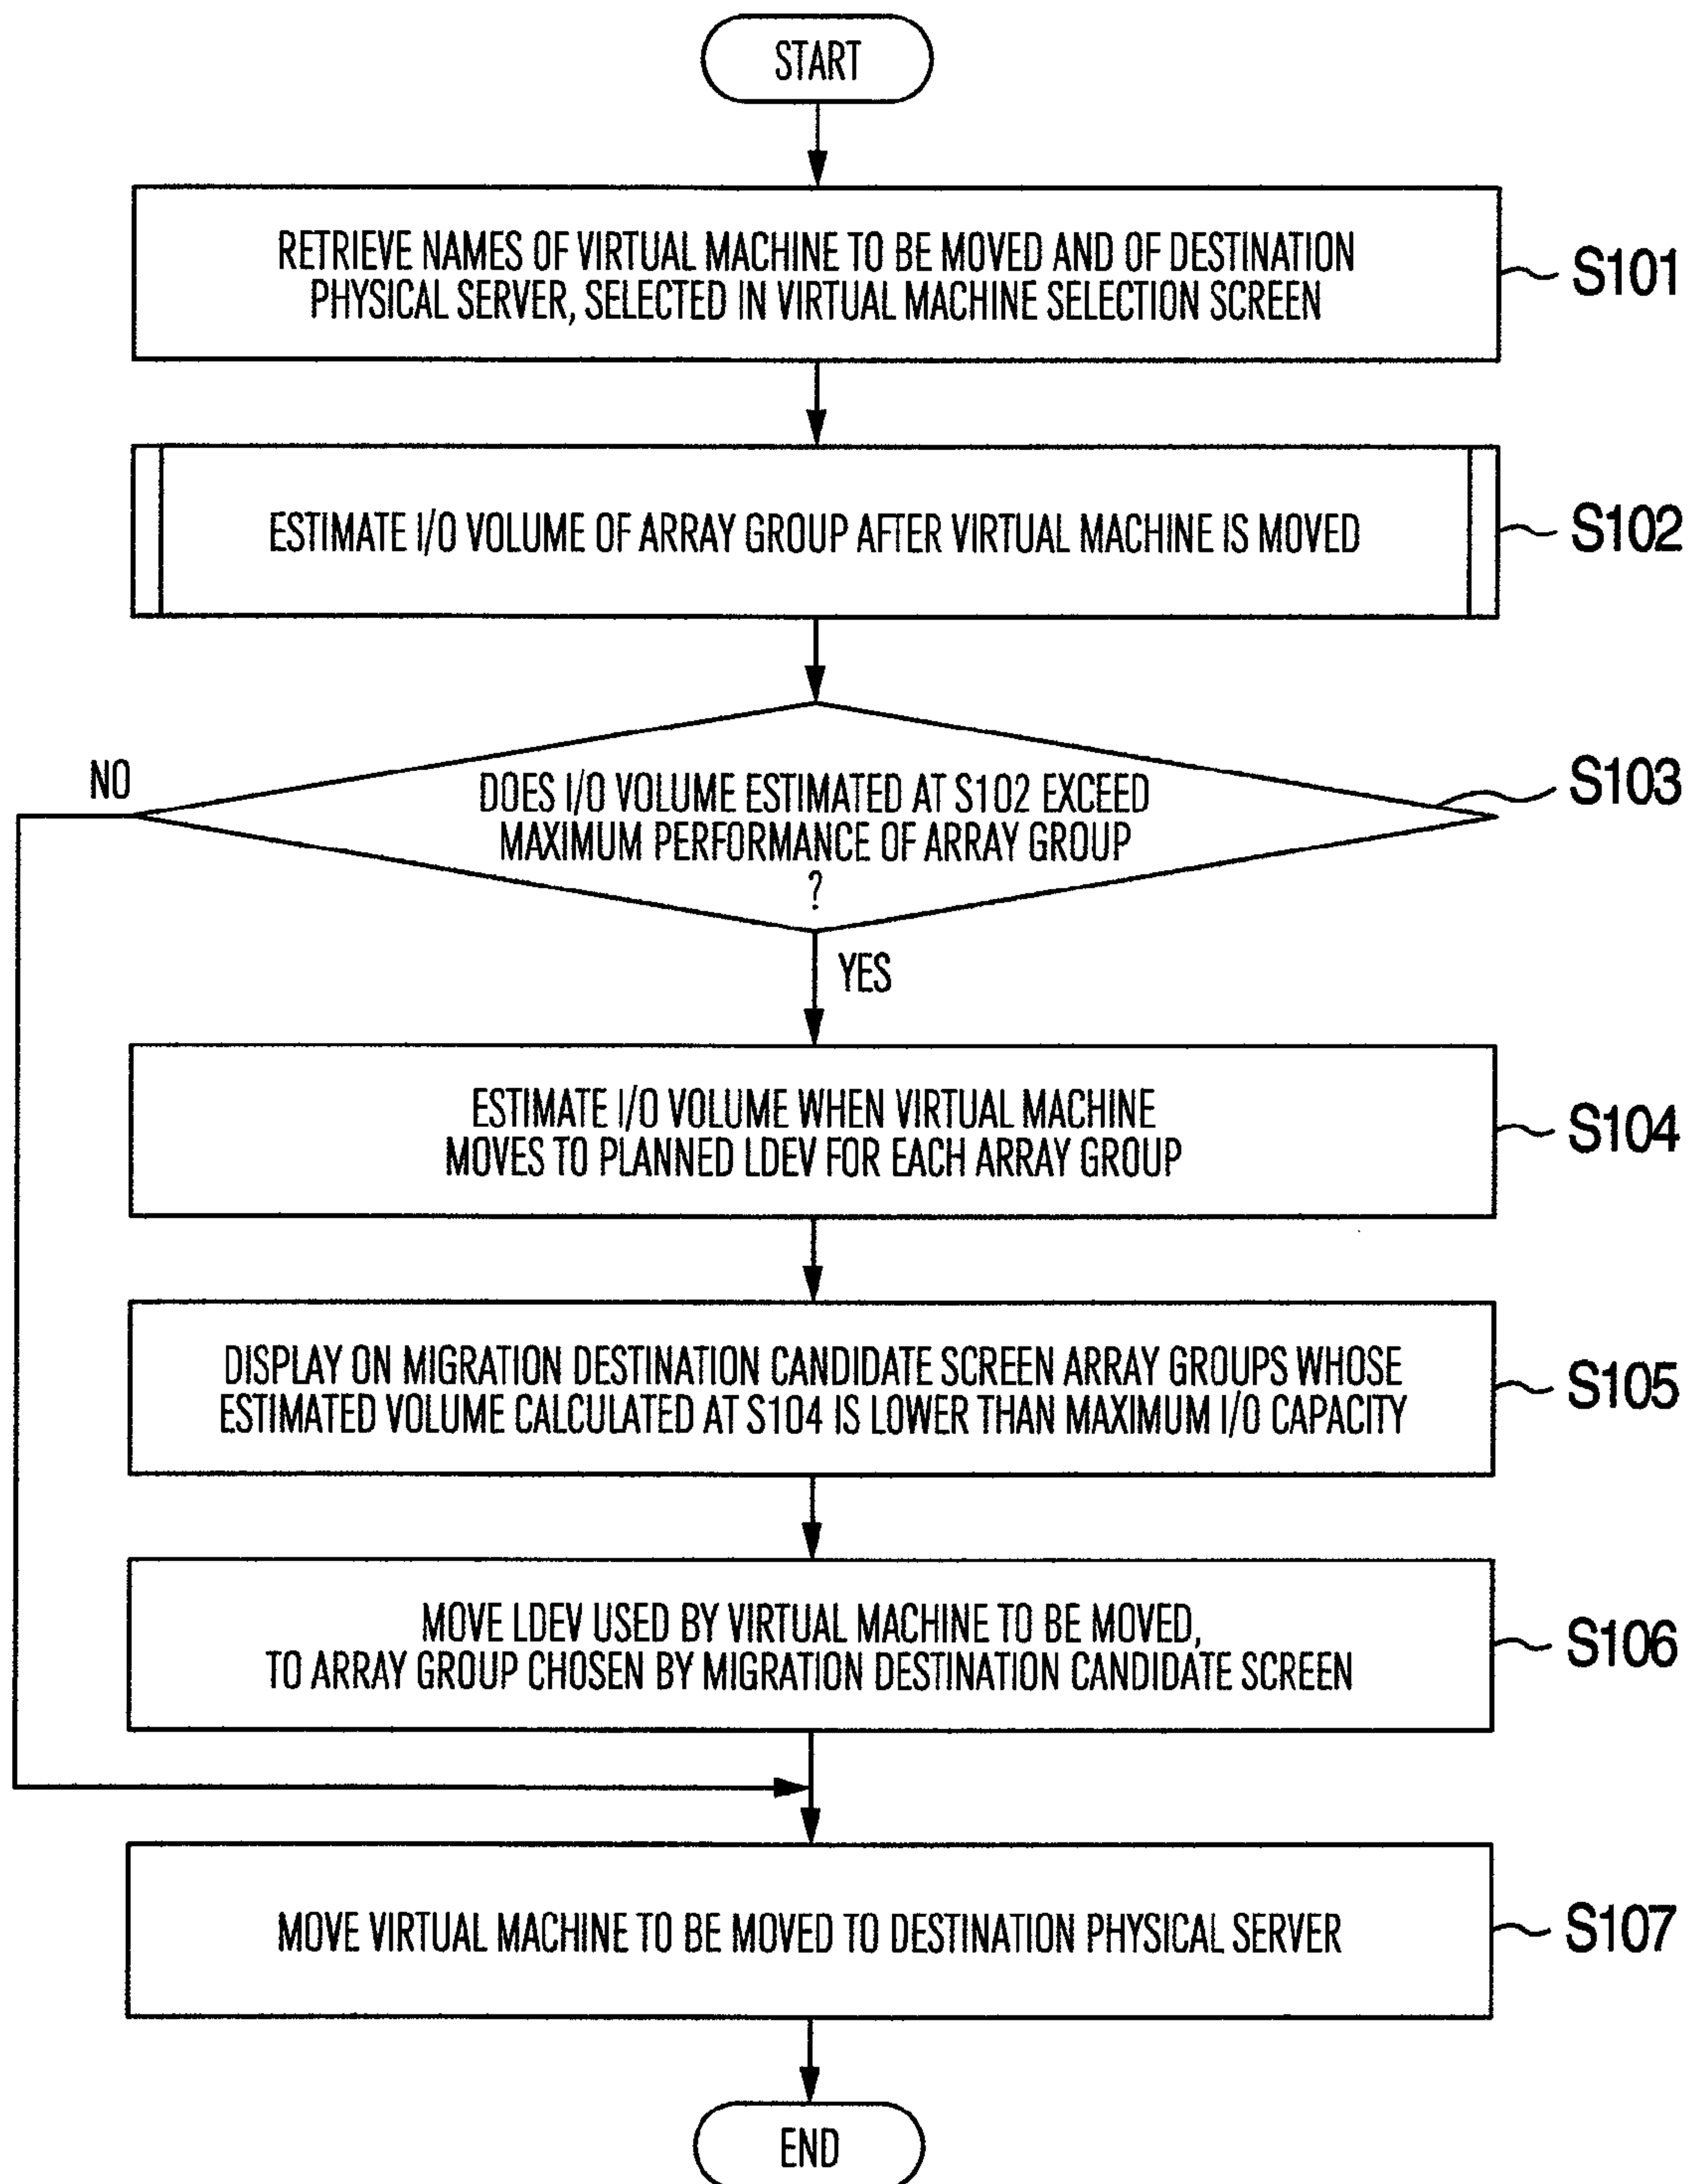 START
RETRIEVE NAMES OF VIRTUAL MACHINE TO BE MOVED AND OF DESTINATION
PHYSICAL SERVER, SELECTED IN VIRTUAL MACHINE SELECTION SCREEN
S101
ESTIMATE I/O VOLUME OF ARRAY GROUP AFTER VIRTUAL MACHINE IS MOVED
S102
NO
DOES I/O VOLUME ESTIMATED AT S102 EXCEED
MAXIMUM PERFORMANCE OF ARRAY GROUP
?
S103
YES
ESTIMATE I/O VOLUME WHEN VIRTUAL MACHINE
MOVES TO PLANNED LDEV FOR EACH ARRAY GROUP
S104
DISPLAY ON MIGRATION DESTINATION CANDIDATE SCREEN ARRAY GROUPS WHOSE
ESTIMATED VOLUME CALCULATED AT S104 IS LOWER THAN MAXIMUM I/O CAPACITY
S105
MOVE LDEV USED BY VIRTUAL MACHINE TO BE MOVED,
TO ARRAY GROUP CHOSEN BY MIGRATION DESTINATION CANDIDATE SCREEN
S106
MOVE VIRTUAL MACHINE TO BE MOVED TO DESTINATION PHYSICAL SERVER
S107
END